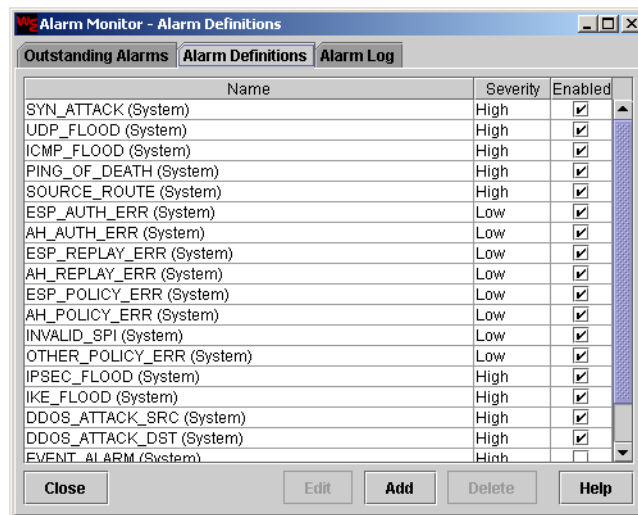 Alarm Monitor - Alarm Definitions
Outstanding Alarms Alarm Definitions Alarm Log
Name Severity Enabled
SYN_ATTACK (System) High
UDP_FLOOD (System) High
ICMP_FLOOD (System) High
PING_OF_DEATH (System) High
SOURCE_ROUTE (System) High
ESP_AUTH_ERR (System) Low
AH_AUTH_ERR (System) Low
ESP_REPLAY_ERR (System) Low
AH_REPLAY_ERR (System) Low
ESP_POLICY_ERR (System) Low
AH_POLICY_ERR (System) Low
INVALID_SPI (System) Low
OTHER_POLICY_ERR (System) Low
IPSEC_FLOOD (System) High
IKE_FLOOD (System) High
DDOS_ATTACK_SRC (System) High
DDOS_ATTACK_DST (System) High
EVENT_ALARM (System) High
Close Edit Add Delete Help